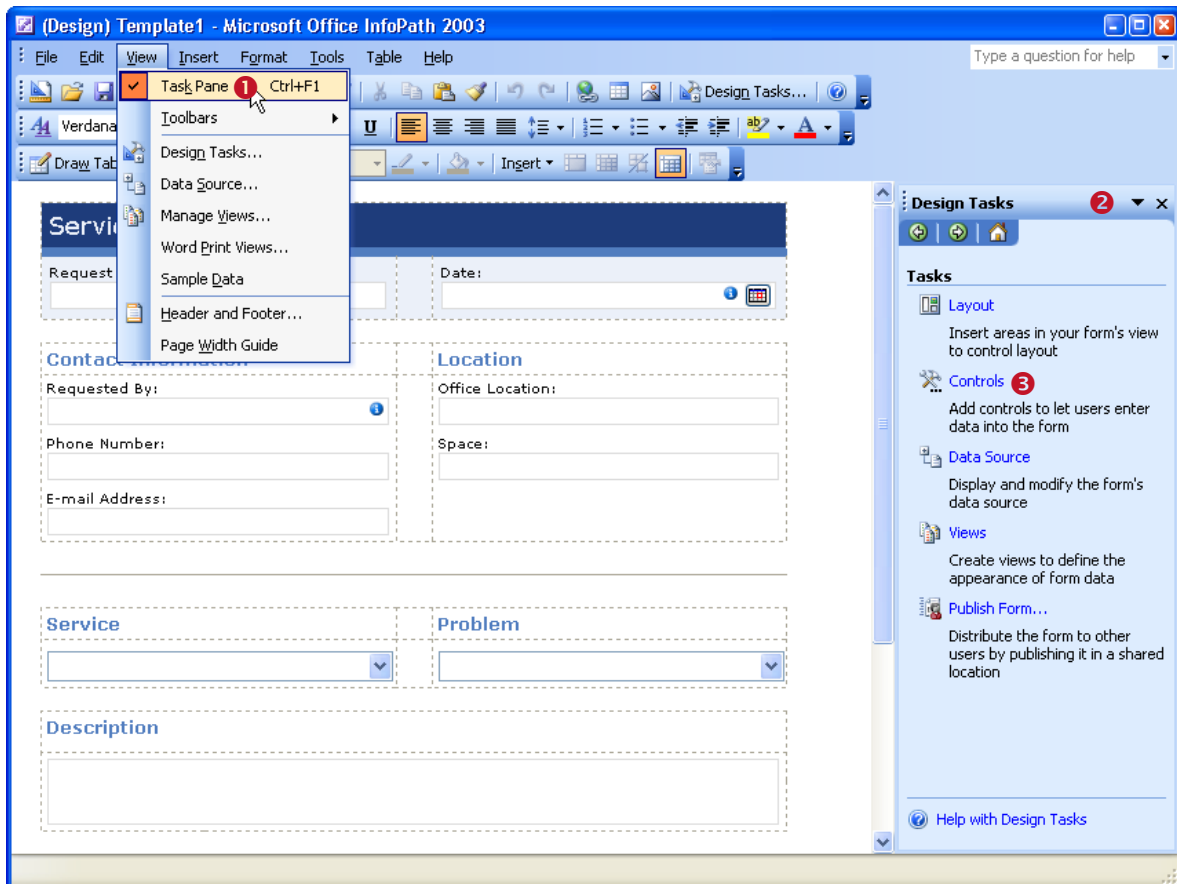 (Design) Template1 - Microsoft Office InfoPath 2003
File Edit View Insert Format Tools Table Help
Type a question for help
Task Pane 1 Ctrl+F1
Design Tasks...
Toolbars
Verdana
U
ab
A
Design Tasks...
Draw Tab
Insert
Data Source...
Manage Views...
Word Print Views...
Sample Data
Header and Footer...
Page Width Guide
Servi
Request
Date:
Contact Information
Location
Requested By:
Office Location:
Phone Number:
Space:
E-mail Address:
Service
Problem
Description
Design Tasks 2
Tasks
Layout
Insert areas in your form's view
to control layout
Controls 3
Add controls to let users enter
data into the form
Data Source
Display and modify the form's
data source
Views
Create views to define the
appearance of form data
Publish Form...
Distribute the form to other
users by publishing it in a shared
location
Help with Design Tasks